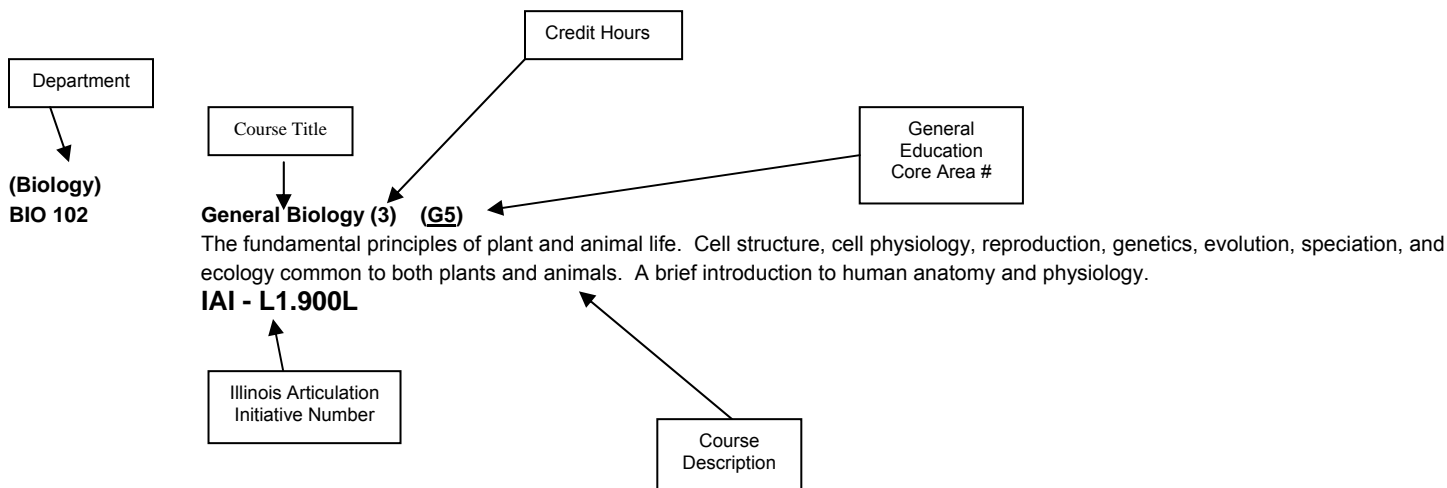 Credit Hours
Department
Course Title
General
Education
Core Area #
(Biology)
BIO 102
General Biology (3) (G5)
The fundamental principles of plant and animal life. Cell structure, cell physiology, reproduction, genetics, evolution, speciation, and
ecology common to both plants and animals. A brief introduction to human anatomy and physiology.
IAI - L1.900L
Illinois Articulation
Initiative Number
Course
Description